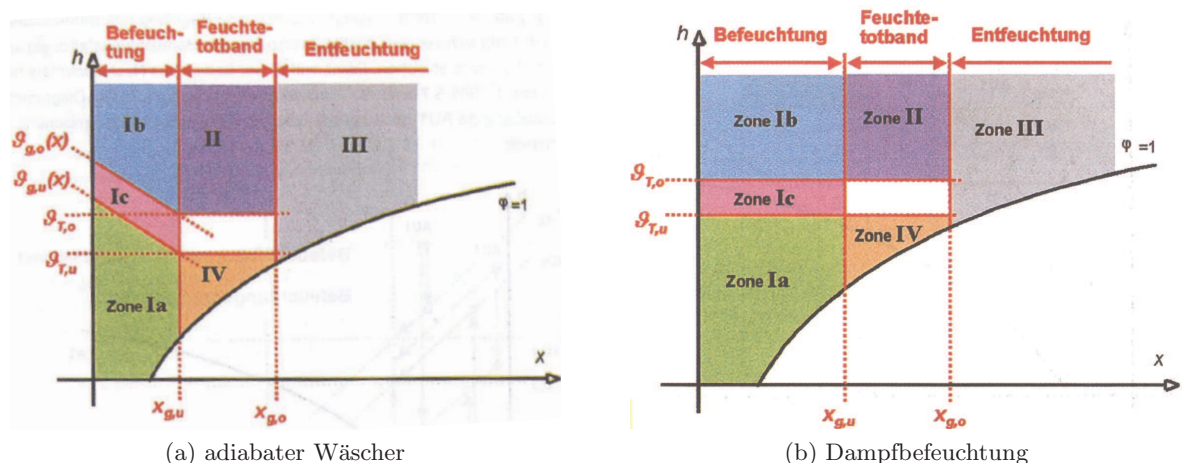 Befeuch-
tung
Feuchte-
totband
Entfeuchtung
h
Ib
II
III
ϑg,o(x)
ϑg,u(x)
Ic
ϑT,o
φ=1
ϑT,u
IV
Zone Ia
x
xg,u
xg,o
(a) adiabater Wäscher
Befeuchtung
Feuchte-
totband
Entfeuchtung
h
Zone Ib
Zone II
Zone III
φ=1
ϑT,o
Zone Ic
ϑT,u
Zone IV
Zone Ia
x
xg,u
xg,o
(b) Dampfbefeuchtung